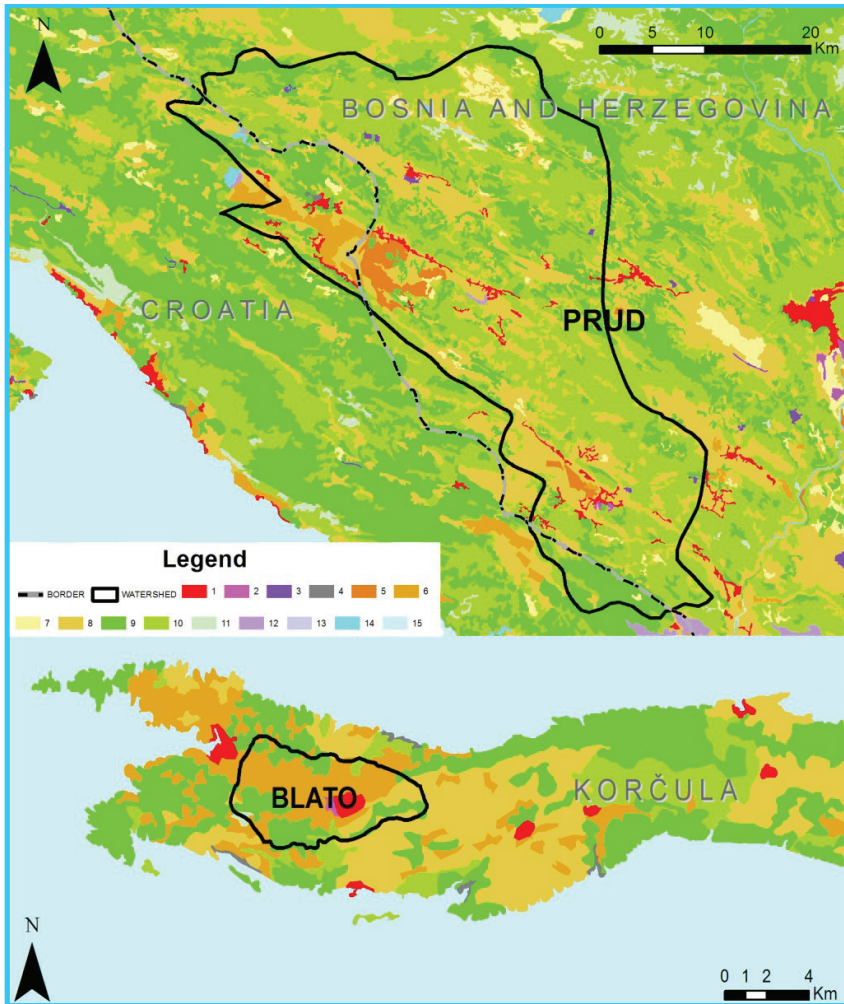 N
0 5 10 20
Km
BOSNIA AND HERZEGOVINA
CROATIA
PRUD
Legend
BORDER WATERSHED 1 2 3 4 5 6
7 8 9 10 11 12 13 14 15
BLATO
KORČULA
N
0 1 2 4
Km